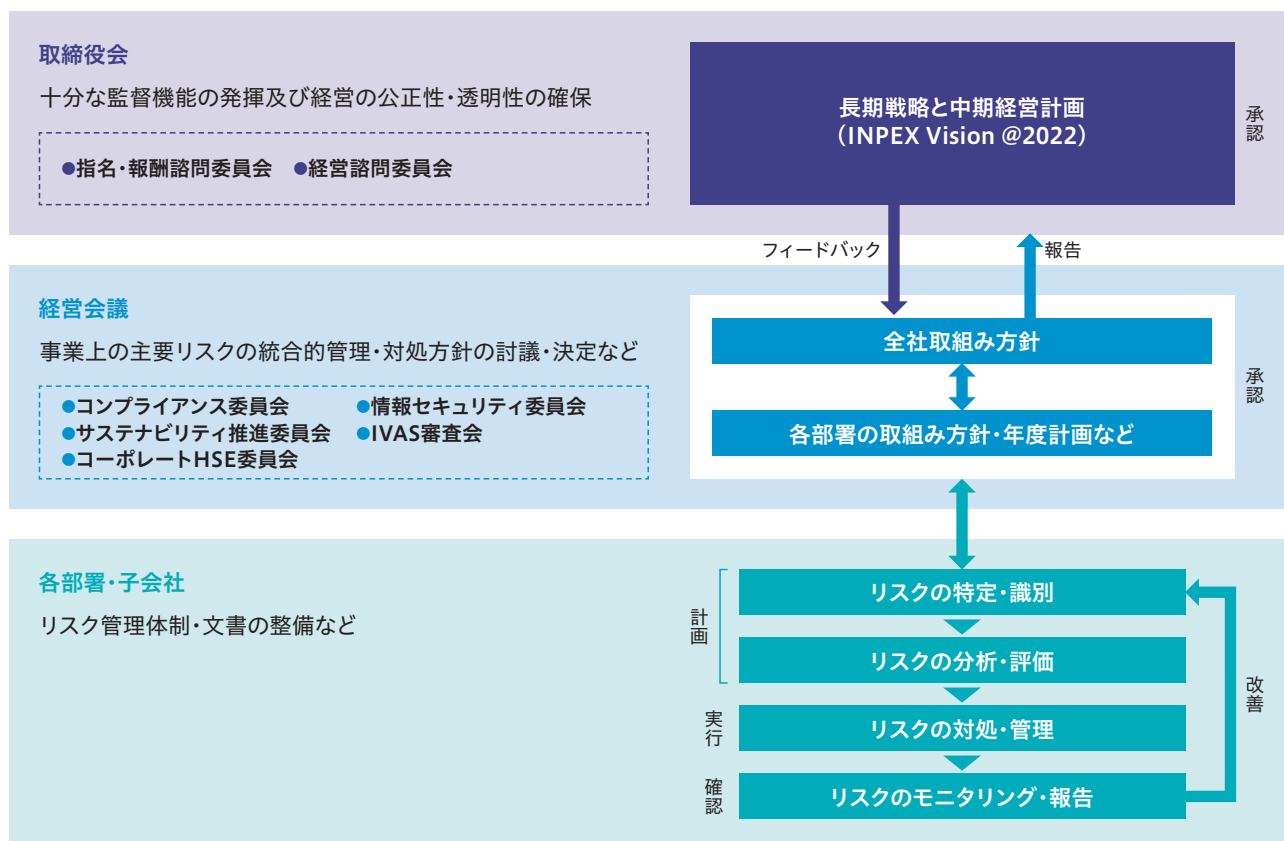 取締役会
十分な監督機能の発揮及び経営の公正性・透明性の確保
●指名・報酬諮問委員会 ●経営諮問委員会
長期戦略と中期経営計画
（INPEX Vision @2022）
承認
フィードバック
報告
経営会議
事業上の主要リスクの統合的管理・対処方針の討議・決定など
●コンプライアンス委員会 ●情報セキュリティ委員会
●サステナビリティ推進委員会 ●IVAS審査会
●コーポレートHSE委員会
全社取組み方針
各部署の取組み方針・年度計画など
承認
各部署・子会社
リスク管理体制・文書の整備など
計画
リスクの特定・識別
リスクの分析・評価
実行
リスクの対処・管理
確認
リスクのモニタリング・報告
改善